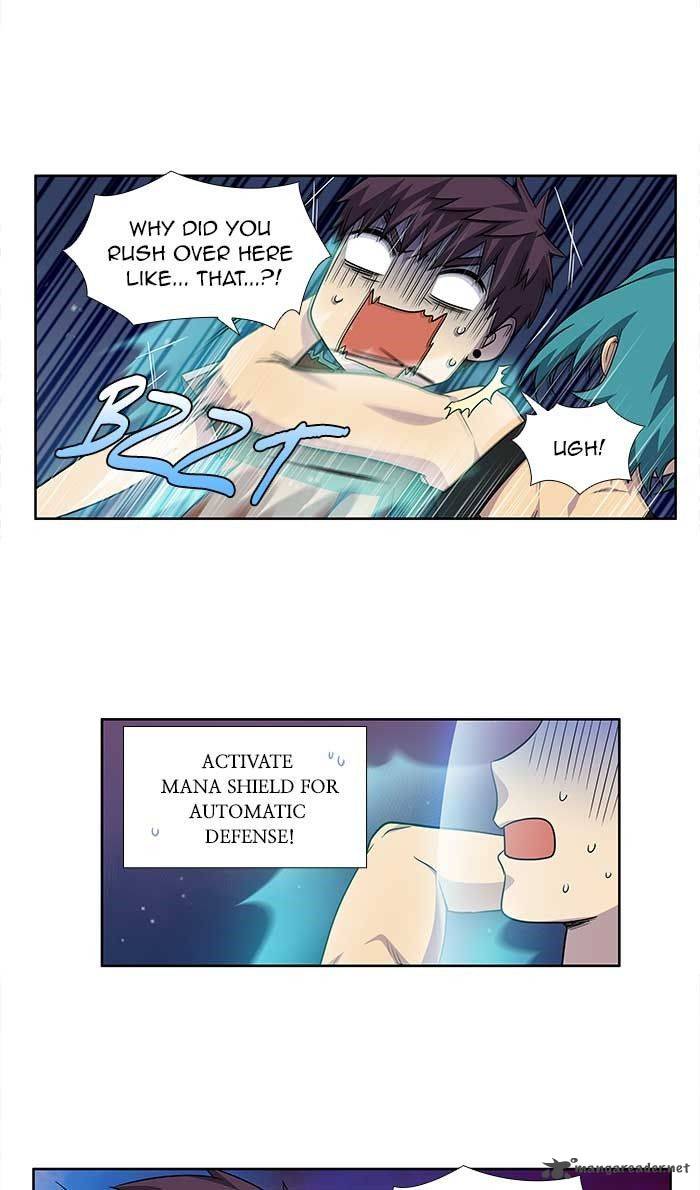 WHY DID YOU
RUSH OVER HERE
LIKE... THAT...?!
BZZT
UGH!
ACTIVATE
MANA SHIELD FOR
AUTOMATIC
DEFENSE!
mangareader.net